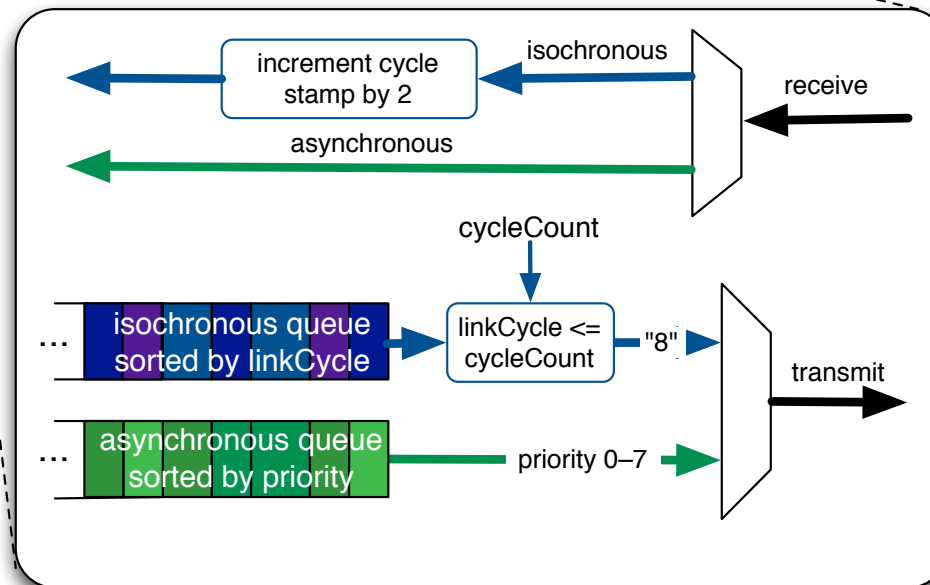 increment cycle
stamp by 2
isochronous
receive
asynchronous
cycleCount
...
isochronous queue
sorted by linkCycle
linkCycle <=
cycleCount
"8"
transmit
...
asynchronous queue
sorted by priority
priority 0–7